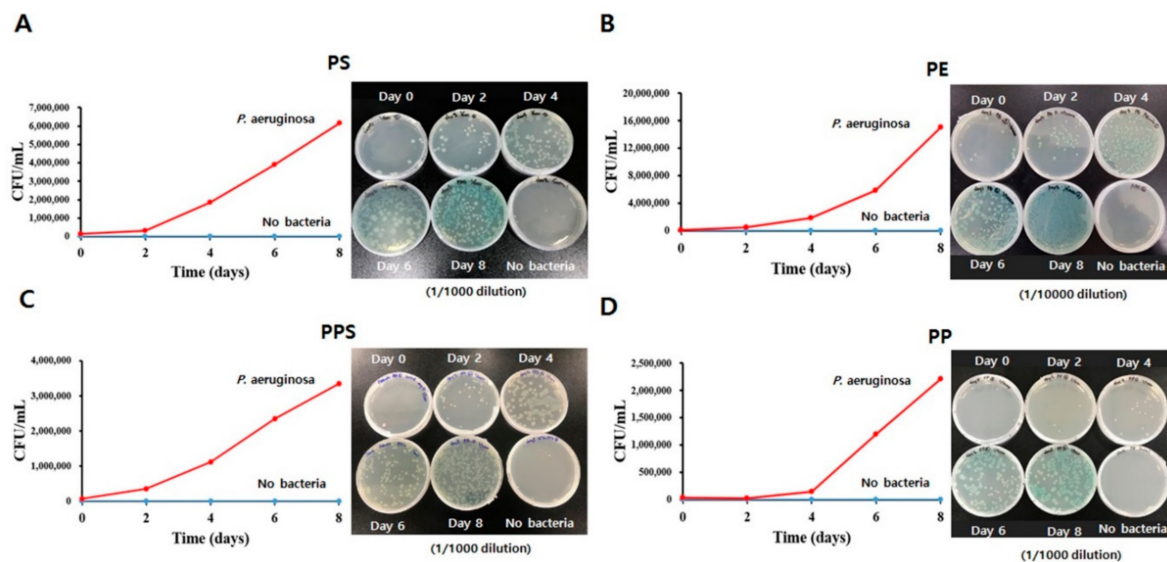 A
PS
7,000,000
6,000,000
5,000,000
4,000,000
3,000,000
2,000,000
1,000,000
0
CFU/mL
P. aeruginosa
No bacteria
0 2 4 6 8
Time (days)
Day 0 Day 2 Day 4
Day 6 Day 8 No bacteria
(1/1000 dilution)
B
PE
20,000,000
16,000,000
12,000,000
8,000,000
4,000,000
0
CFU/mL
P. aeruginosa
No bacteria
0 2 4 6 8
Time (days)
Day 0 Day 2 Day 4
Day 6 Day 8 No bacteria
(1/10000 dilution)
C
PPS
4,000,000
3,000,000
2,000,000
1,000,000
0
CFU/mL
P. aeruginosa
No bacteria
0 2 4 6 8
Time (days)
Day 0 Day 2 Day 4
Day 6 Day 8 No bacteria
(1/1000 dilution)
D
PP
2,500,000
2,000,000
1,500,000
1,000,000
500,000
0
CFU/mL
P. aeruginosa
No bacteria
0 2 4 6 8
Time (days)
Day 0 Day 2 Day 4
Day 6 Day 8 No bacteria
(1/1000 dilution)